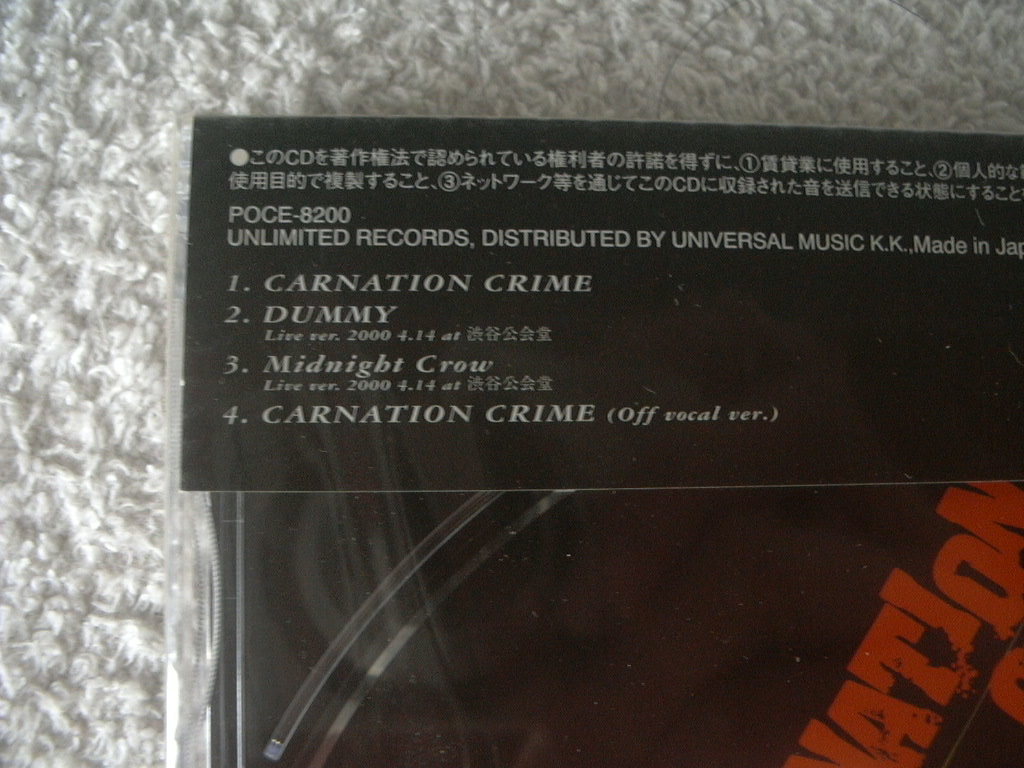 ●このCDを著作権法で認められている権利者の許諾を得ずに、①賃貸業に使用すること、②個人的な
使用目的で複製すること、③ネットワーク等を通じてこのCDに収録された音を送信できる状態にすること
POCE-8200
UNLIMITED RECORDS, DISTRIBUTED BY UNIVERSAL MUSIC K.K.,Made in Jap
1. CARNATION CRIME
2. DUMMY
Live ver. 2000 4.14 at 渋谷公会堂
3. Midnight Crow
Live ver. 2000 4.14 at 渋谷公会堂
4. CARNATION CRIME (Off vocal ver.)
NATION